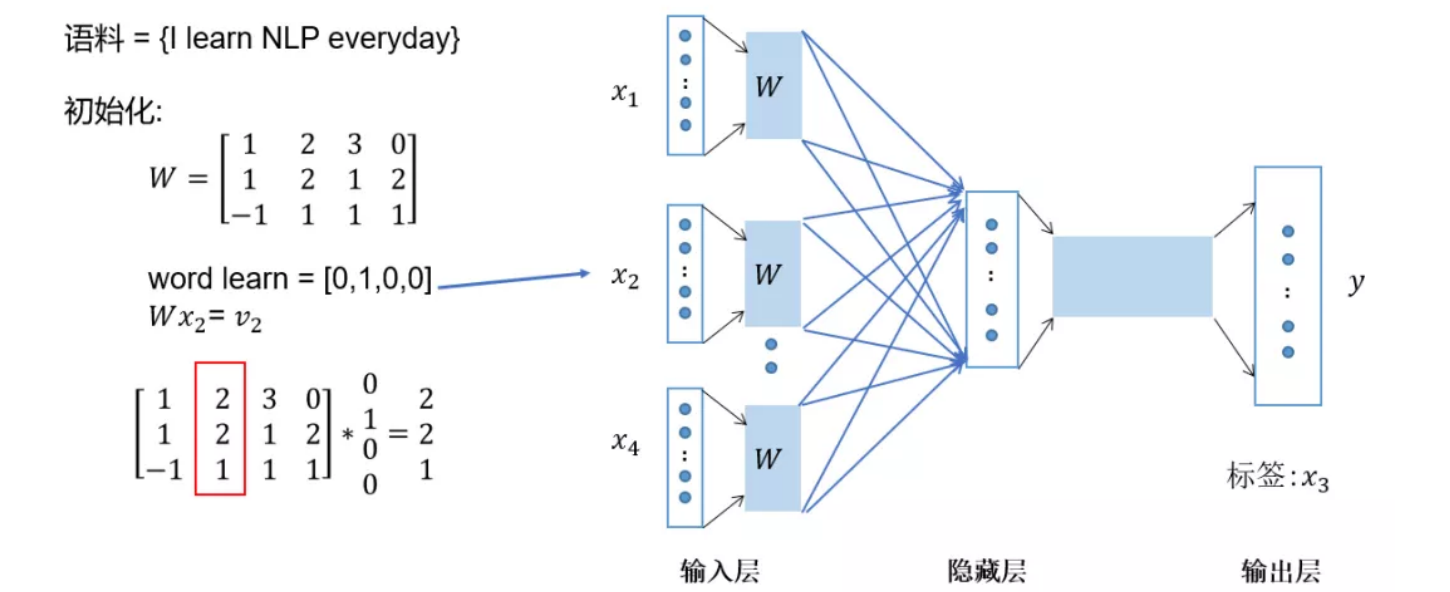 语料 = {I learn NLP everyday}
初始化:
W = [ 1 2 3 0
1 2 1 2
−1 1 1 1 ]
word learn = [0,1,0,0]
Wx₂= v₂
[ 1 2 3 0
1 2 1 2
−1 1 1 1 ] * 0 1 0 0 = 2 2 1
x₁
W
x₂
W
x₄
W
y
标签:x₃
输入层
隐藏层
输出层